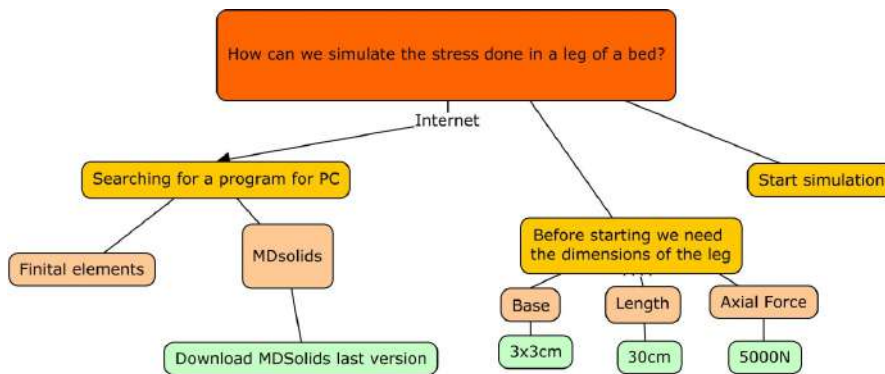 How can we simulate the stress done in a leg of a bed?
Internet
Searching for a program for PC
Start simulation
Finital elements
MDsolids
Before starting we need
the dimensions of the leg
Base
Length
Axial Force
Download MDSolids last version
3x3cm
30cm
5000N